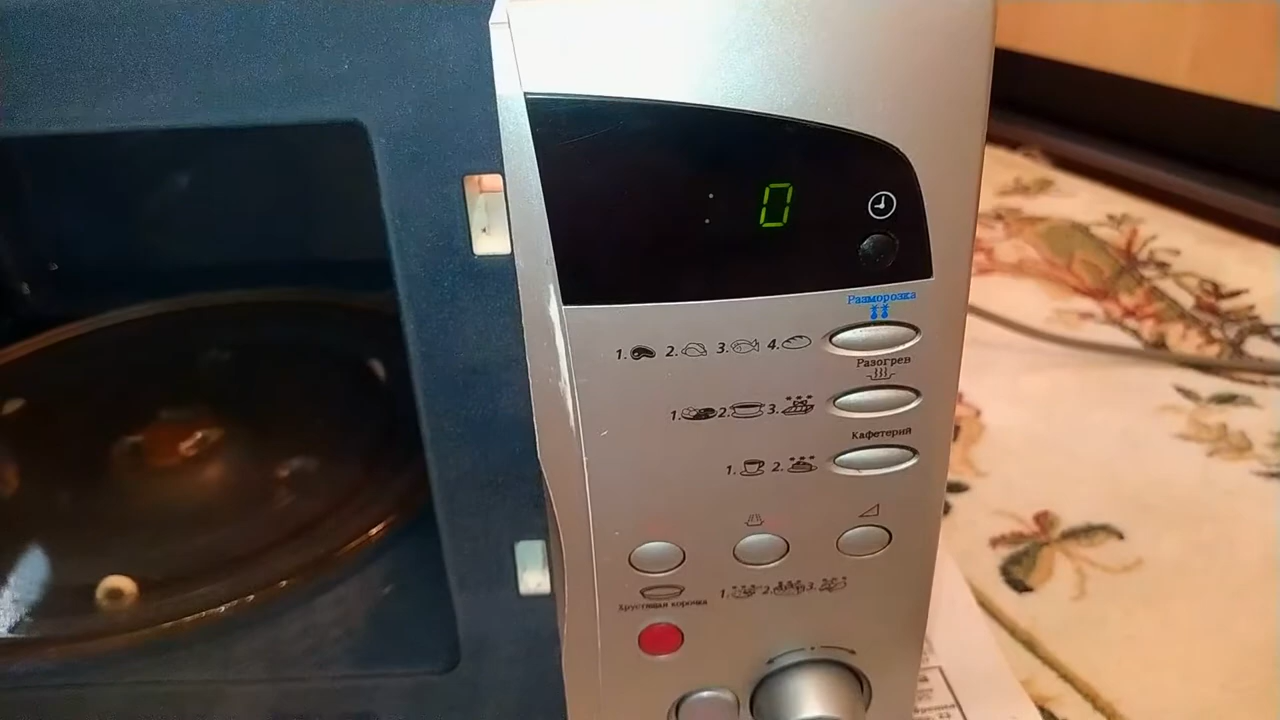 0
Разморозка
1. 2. 3. 4.
Разогрев
1. 2. 3.
Кафетерий
1. 2.
1. 2. 3.
Хрустящая корочка